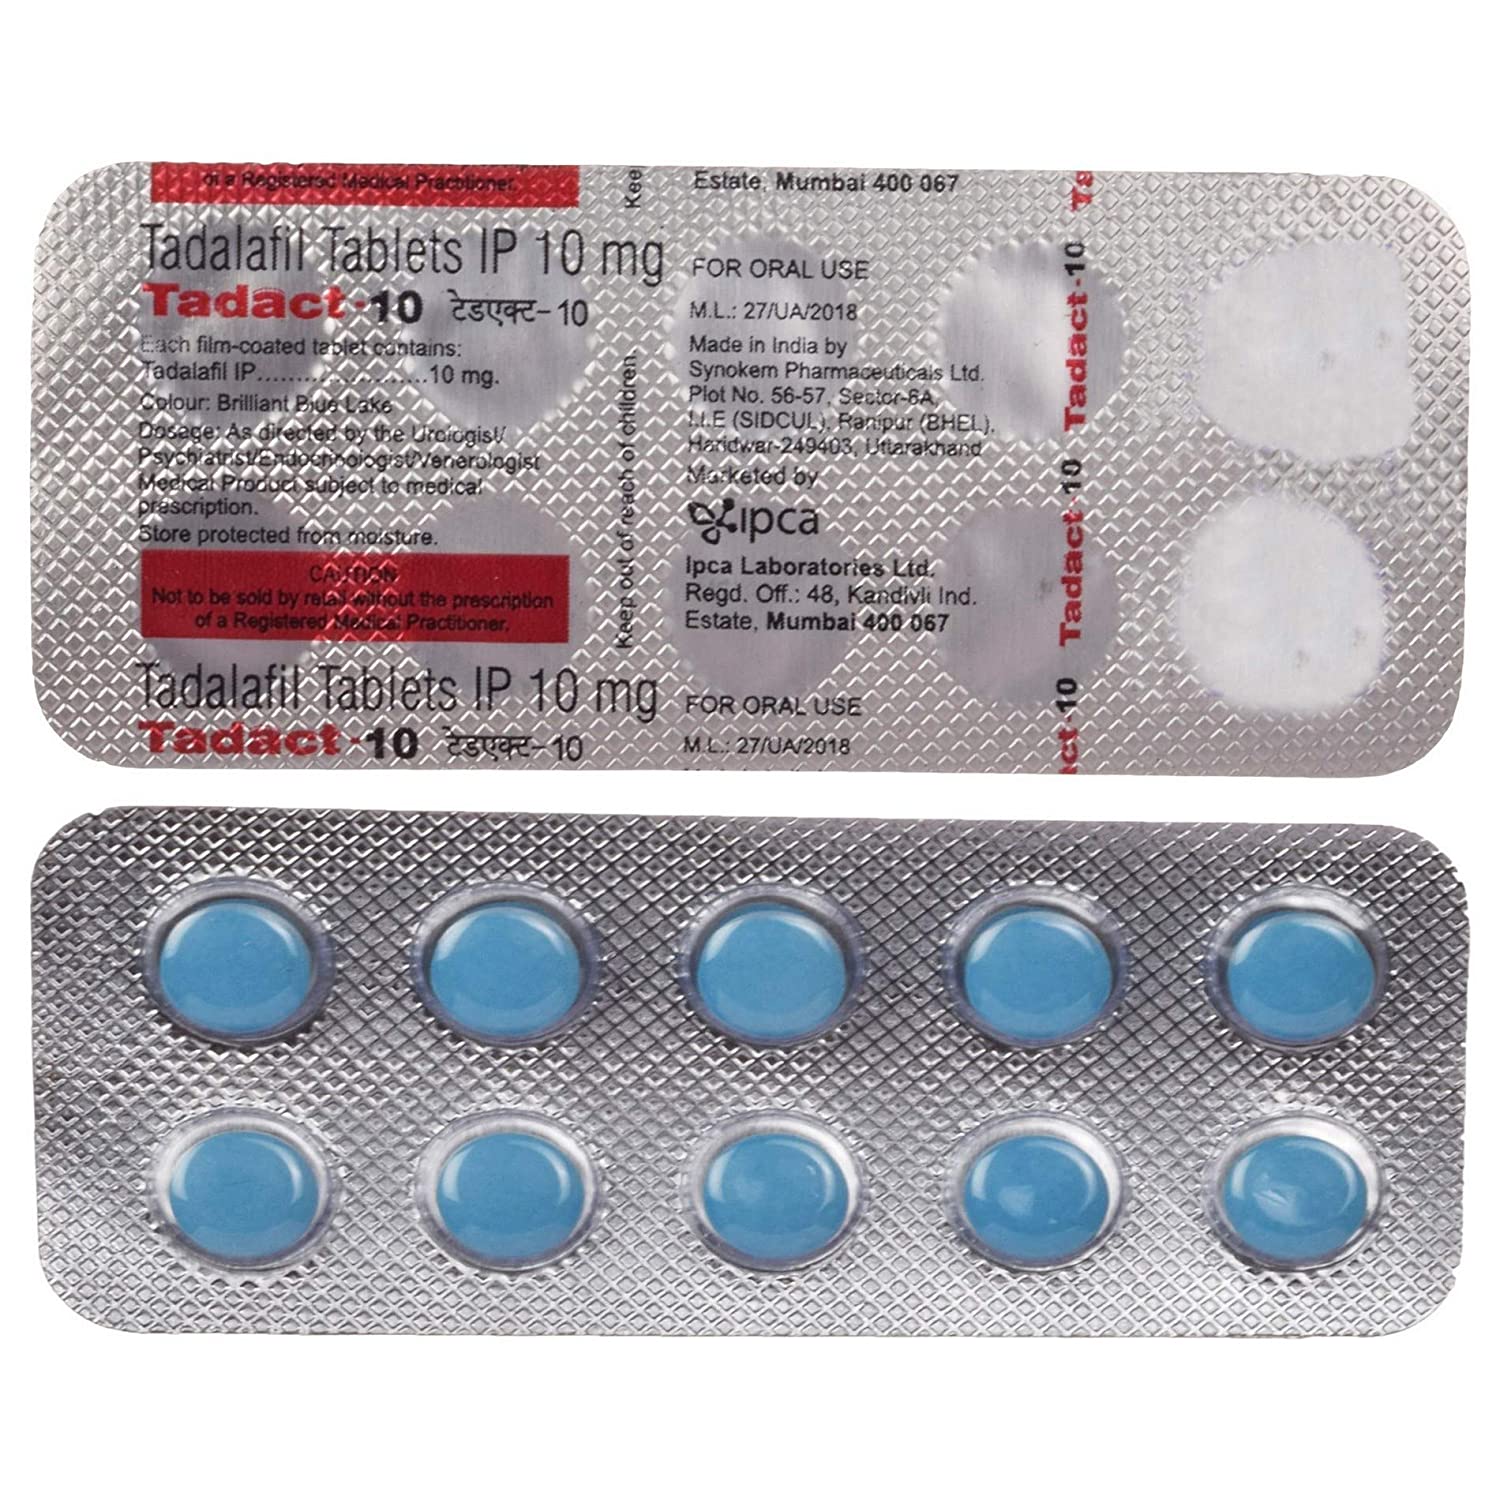 of a Registered Medical Practitioner.
Tadalafil Tablets IP 10 mg
Tadact-10 टेडएक्ट-10
Each film-coated tablet contains:
Tadalafil IP.......................10 mg.
Colour: Brilliant Blue Lake
Dosage: As directed by the Urologist/
Psychiatrist/Endocrinologist/Venerologist
Medical Product subject to medical
prescription.
Store protected from moisture.
CAUTION
Not to be sold by retail without the prescription
of a Registered Medical Practitioner.
Tadalafil Tablets IP 10 mg
Tadact-10 टेडएक्ट-10
Kee
Keep out of reach of children.
Estate, Mumbai 400 067
FOR ORAL USE
M.L.: 27/UA/2018
Made in India by
Synokem Pharmaceuticals Ltd.
Plot No. 56-57, Sector-6A,
I.I.E (SIDCUL), Ranipur (BHEL),
Haridwar-249403, Uttarakhand
Marketed by
ipca
Ipca Laboratories Ltd.
Regd. Off.: 48, Kandivli Ind.
Estate, Mumbai 400 067
FOR ORAL USE
M.L.: 27/UA/2018
act-10 Tadact-10 Tadact-10 Ta